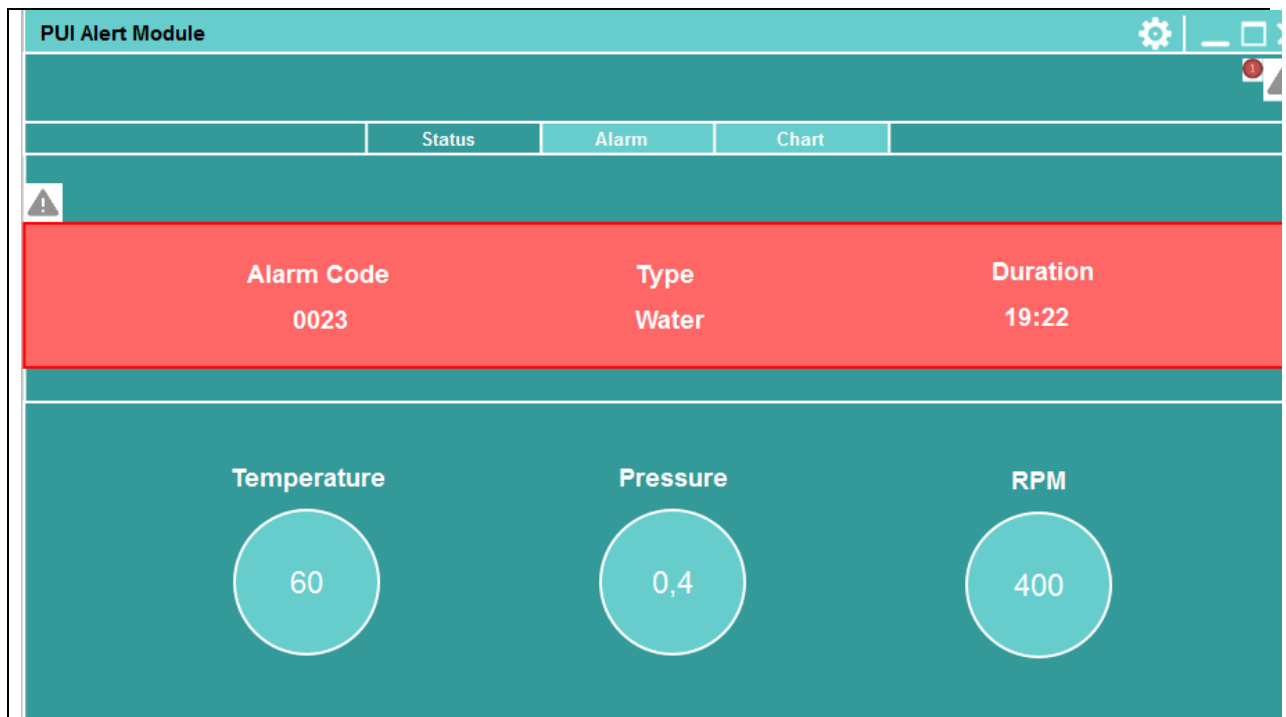 PUI Alert Module
1
Status Alarm Chart
Alarm Code Type Duration
0023 Water 19:22
Temperature Pressure RPM
60 0,4 400